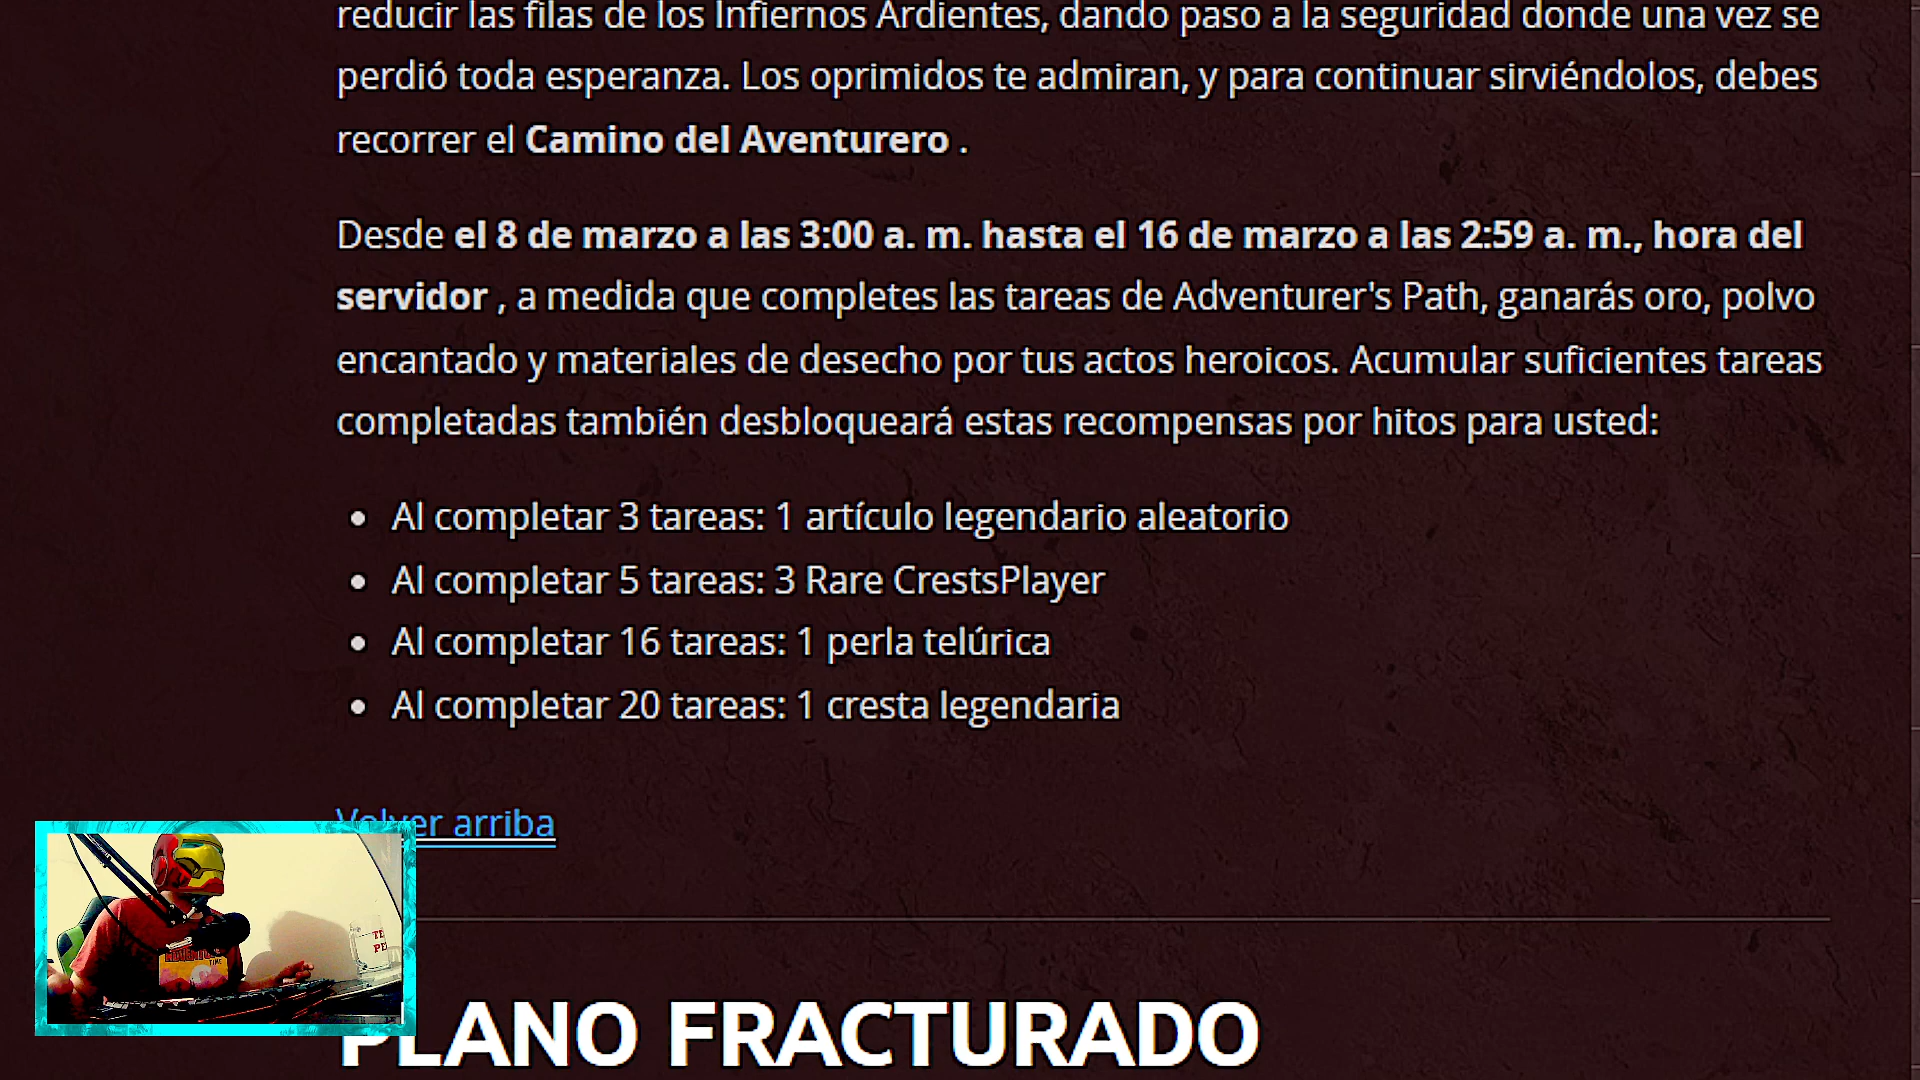 reducir las filas de los Infiernos Ardientes, dando paso a la seguridad donde una vez se
perdió toda esperanza. Los oprimidos te admiran, y para continuar sirviéndolos, debes
recorrer el Camino del Aventurero .
Desde el 8 de marzo a las 3:00 a. m. hasta el 16 de marzo a las 2:59 a. m., hora del
servidor , a medida que completes las tareas de Adventurer's Path, ganarás oro, polvo
encantado y materiales de desecho por tus actos heroicos. Acumular suficientes tareas
completadas también desbloqueará estas recompensas por hitos para usted:
Al completar 3 tareas: 1 artículo legendario aleatorio
Al completar 5 tareas: 3 Rare CrestsPlayer
Al completar 16 tareas: 1 perla telúrica
Al completar 20 tareas: 1 cresta legendaria
Volver arriba
TIME
PLANO FRACTURADO